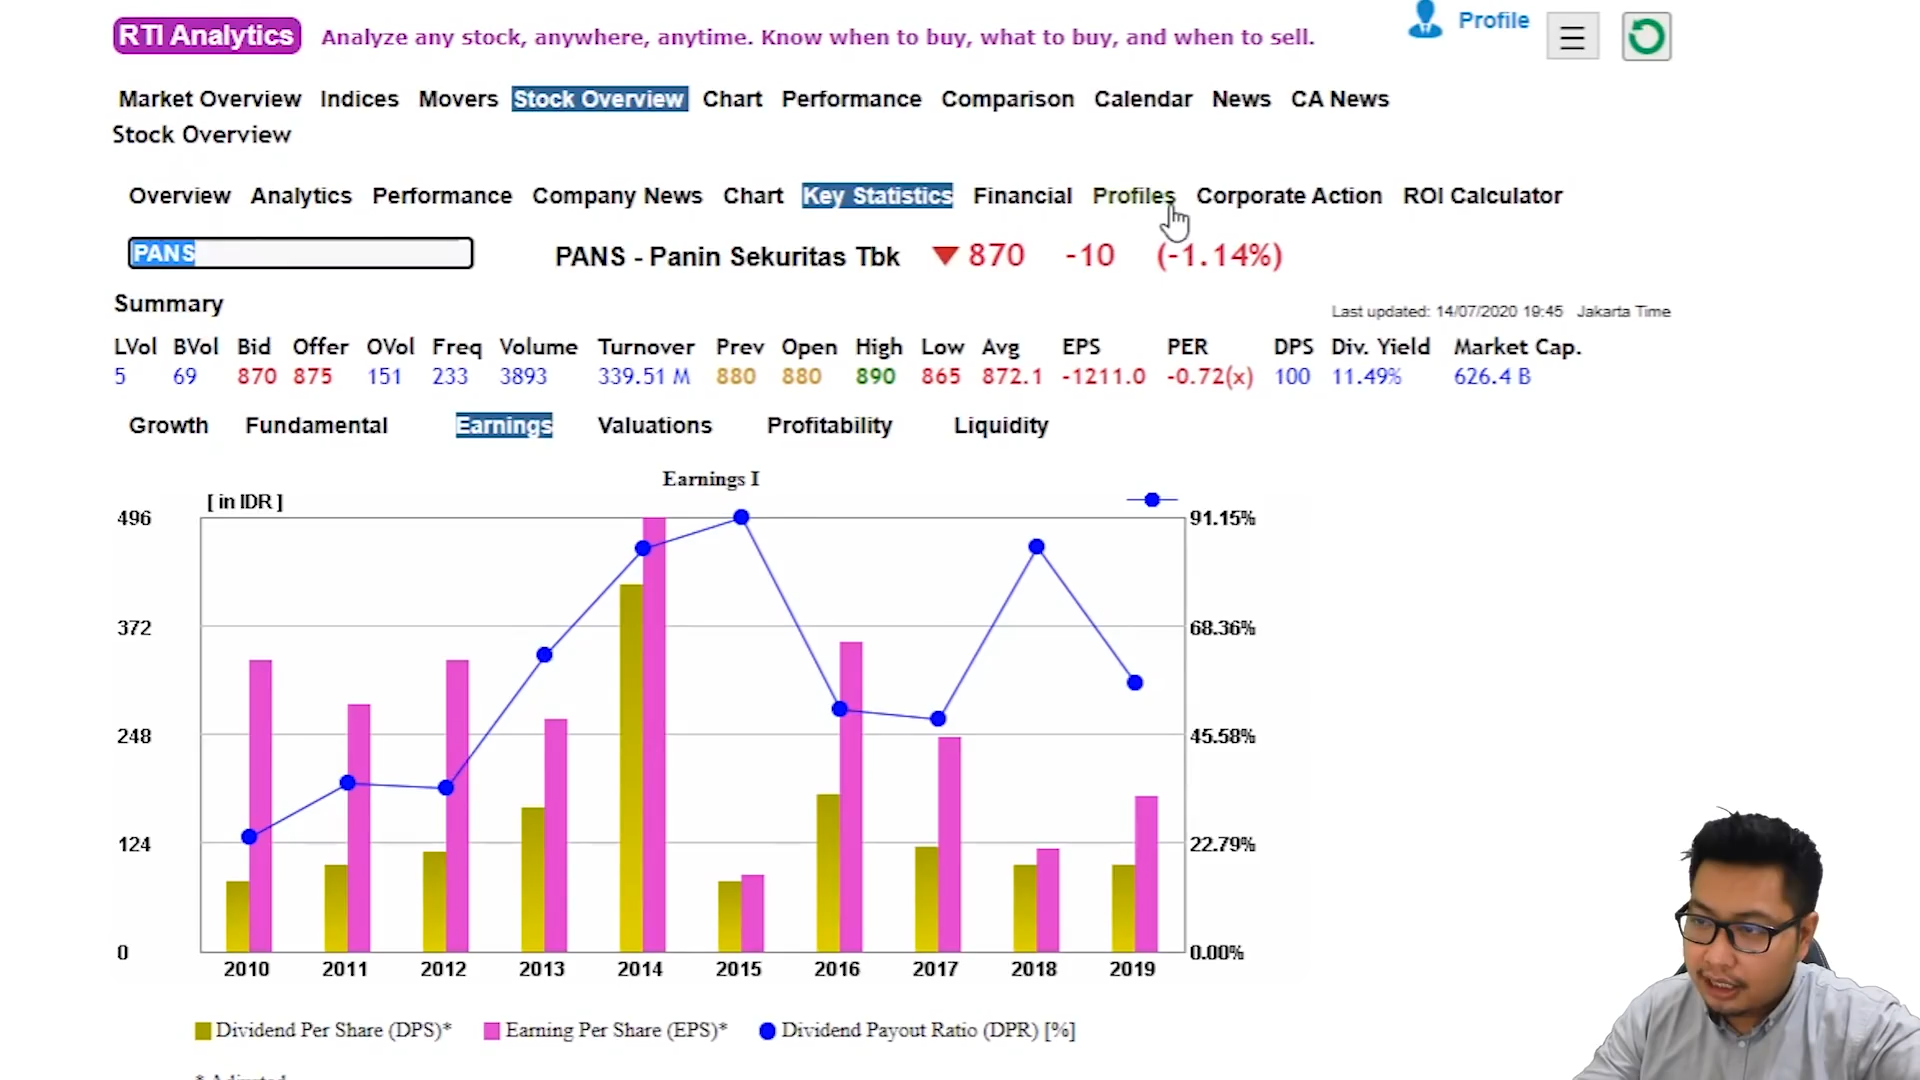 RTI Analytics Analyze any stock, anywhere, anytime. Know when to buy, what to buy, and when to sell. Profile
Market Overview Indices Movers Stock Overview Chart Performance Comparison Calendar News CA News
Stock Overview
Overview Analytics Performance Company News Chart Key Statistics Financial Profiles Corporate Action ROI Calculator
PANS PANS - Panin Sekuritas Tbk ▼ 870 -10 (-1.14%)
Summary Last updated: 14/07/2020 19:45 Jakarta Time
LVol BVol Bid Offer OVol Freq Volume Turnover Prev Open High Low Avg EPS PER DPS Div. Yield Market Cap.
5 69 870 875 151 233 3893 339.51 M 880 880 890 865 872.1 -1211.0 -0.72(x) 100 11.49% 626.4 B
Growth Fundamental Earnings Valuations Profitability Liquidity
Earnings I
[ in IDR ]
496 91.15%
372 68.36%
248 45.58%
124 22.79%
0 0.00%
2010 2011 2012 2013 2014 2015 2016 2017 2018 2019
Dividend Per Share (DPS)* Earning Per Share (EPS)* Dividend Payout Ratio (DPR) [%]
* Adjusted